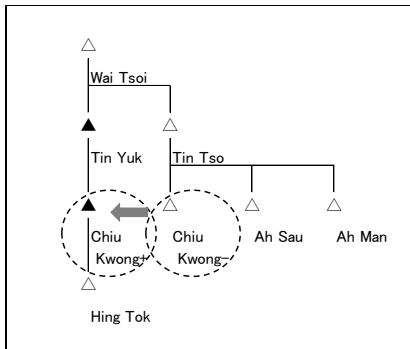 Wai Tsoi
Tin Yuk
Tin Tso
Chiu
Kwong+
Chiu
Kwong-
Ah Sau
Ah Man
Hing Tok